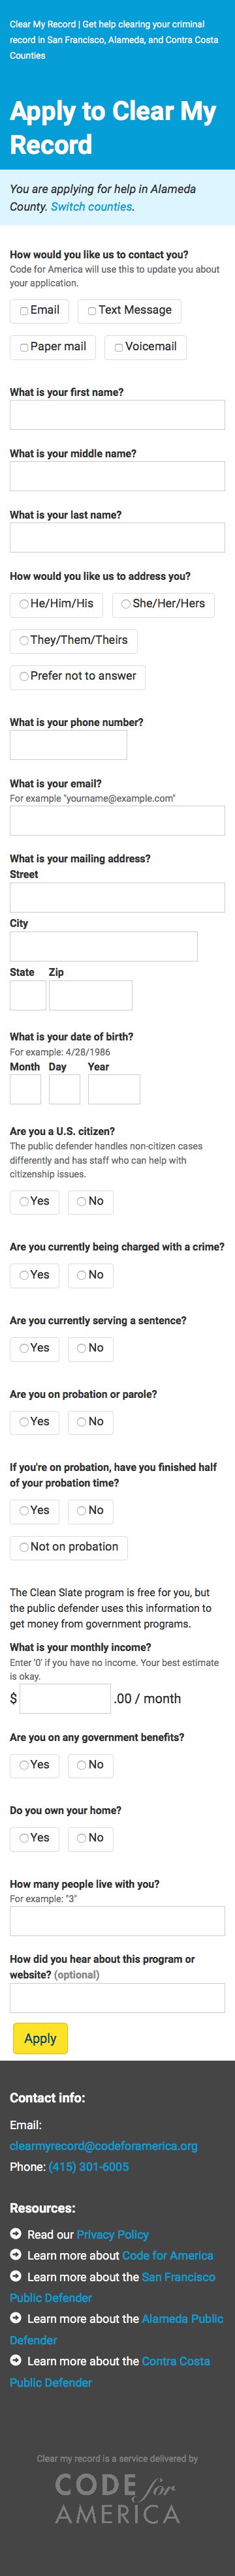 Clear My Record | Get help clearing your criminal
record in San Francisco, Alameda, and Contra Costa
Counties
Apply to Clear My
Record
You are applying for help in Alameda
County. Switch counties.
How would you like us to contact you?
Code for America will use this to update you about
your application.
Email
Text Message
Paper mail
Voicemail
What is your first name?
What is your middle name?
What is your last name?
How would you like us to address you?
He/Him/His
She/Her/Hers
They/Them/Theirs
Prefer not to answer
What is your phone number?
What is your email?
For example "yourname@example.com"
What is your mailing address?
Street
City
State Zip
What is your date of birth?
For example: 4/28/1986
Month Day Year
Are you a U.S. citizen?
The public defender handles non-citizen cases
differently and has staff who can help with
citizenship issues.
Yes No
Are you currently being charged with a crime?
Yes No
Are you currently serving a sentence?
Yes No
Are you on probation or parole?
Yes No
If you're on probation, have you finished half
of your probation time?
Yes No
Not on probation
The Clean Slate program is free for you, but
the public defender uses this information to
get money from government programs.
What is your monthly income?
Enter '0' if you have no income. Your best estimate
is okay.
$ .00 / month
Are you on any government benefits?
Yes No
Do you own your home?
Yes No
How many people live with you?
For example: "3"
How did you hear about this program or
website? (optional)
Apply
Contact info:
Email:
clearmyrecord@codeforamerica.org
Phone: (415) 301-6005
Resources:
Read our Privacy Policy
Learn more about Code for America
Learn more about the San Francisco
Public Defender
Learn more about the Alameda Public
Defender
Learn more about the Contra Costa
Public Defender
Clear my record is a service delivered by
CODE for
AMERICA